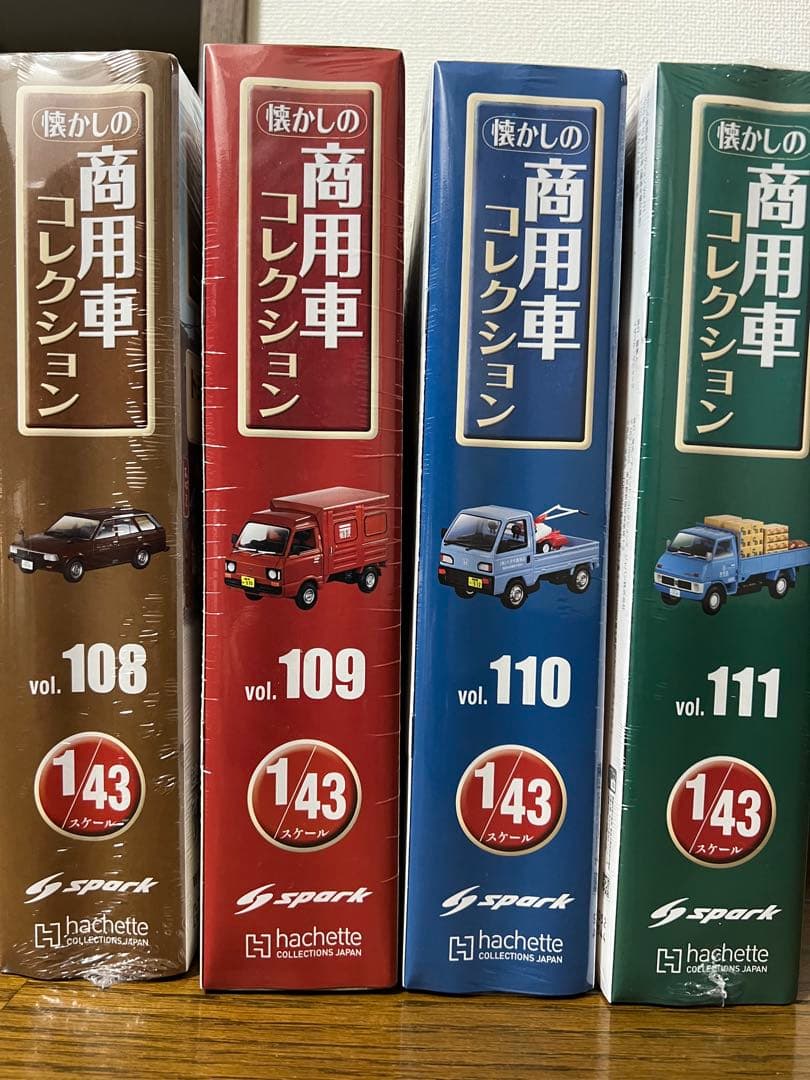 懐かしの
商用車
コレクション
vol.108
1/43
スケール
spark
hachette
COLLECTIONS JAPAN
懐かしの
商用車
コレクション
vol.109
1/43
スケール
spark
hachette
COLLECTIONS JAPAN
懐かしの
商用車
コレクション
vol.110
1/43
スケール
spark
hachette
COLLECTIONS JAPAN
懐かしの
商用車
コレクション
vol.111
1/43
スケール
spark
hachette
COLLECTIONS JAPAN